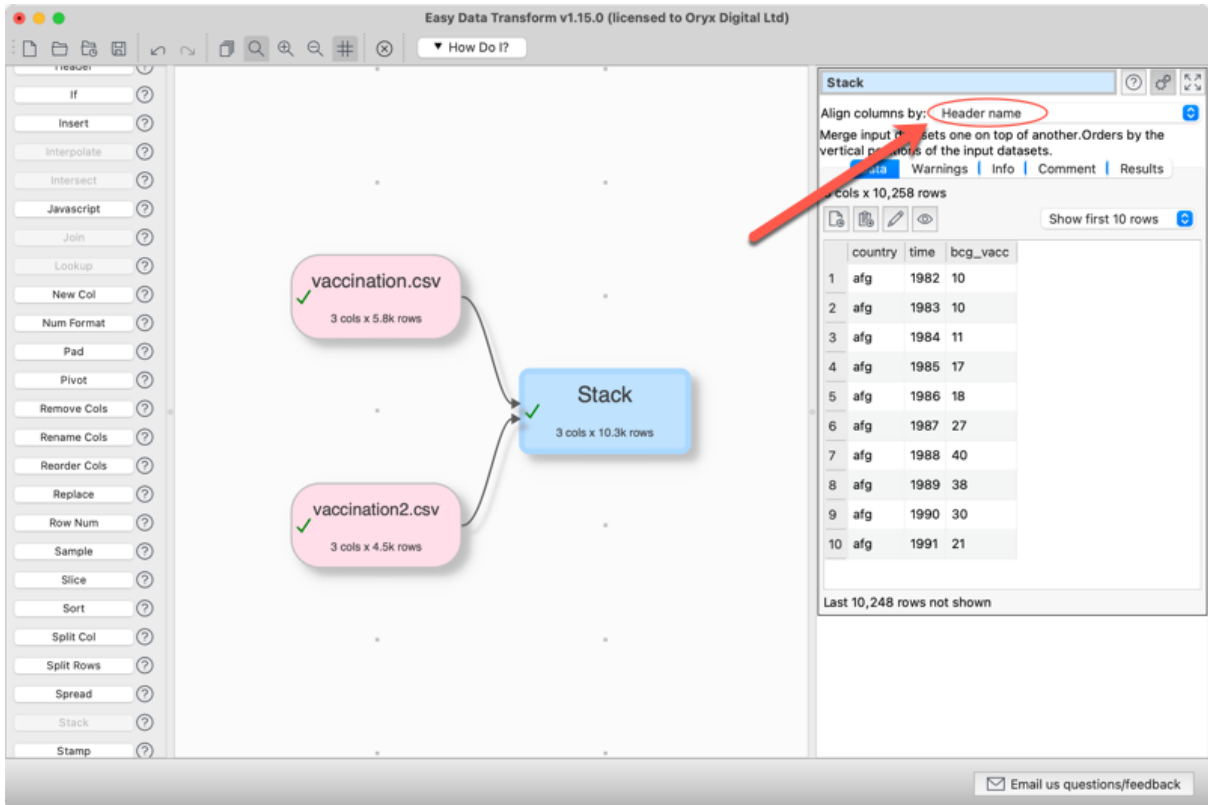 Easy Data Transform v1.15.0 (licensed to Oryx Digital Ltd)
▼ How Do I?
Header
If
Insert
Interpolate
Intersect
Javascript
Join
Lookup
New Col
Num Format
Pad
Pivot
Remove Cols
Rename Cols
Reorder Cols
Replace
Row Num
Sample
Slice
Sort
Split Col
Split Rows
Spread
Stack
Stamp
vaccination.csv
3 cols x 5.8k rows
Stack
3 cols x 10.3k rows
vaccination2.csv
3 cols x 4.5k rows
Stack
Align columns by: Header name
Merge input datasets one on top of another.Orders by the
vertical positions of the input datasets.
Data Warnings Info Comment Results
3 cols x 10,258 rows
Show first 10 rows
country time bcg_vacc
1 afg 1982 10
2 afg 1983 10
3 afg 1984 11
4 afg 1985 17
5 afg 1986 18
6 afg 1987 27
7 afg 1988 40
8 afg 1989 38
9 afg 1990 30
10 afg 1991 21
Last 10,248 rows not shown
Email us questions/feedback